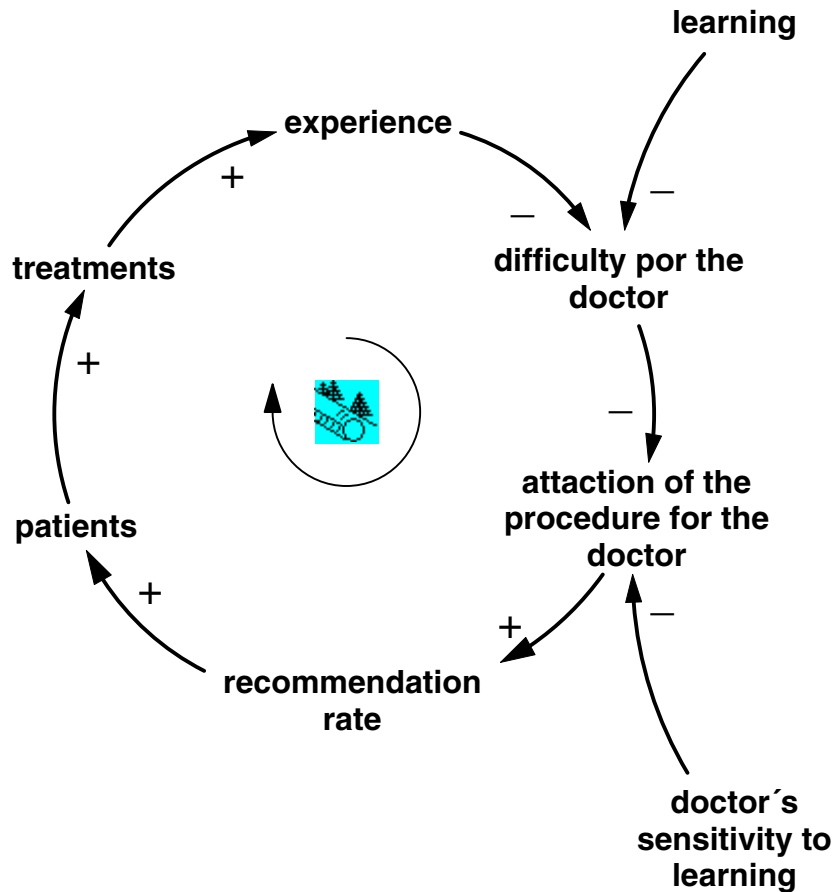 learning
experience
+
−
−
treatments
difficulty por the
doctor
+
−
attaction of the
procedure for the
doctor
patients
+
+
−
recommendation
rate
doctor´s
sensitivity to
learning